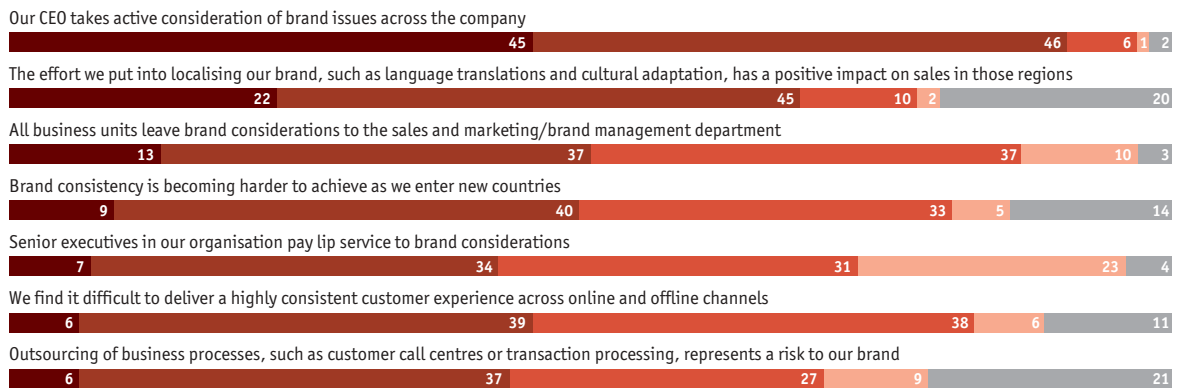 Our CEO takes active consideration of brand issues across the company
45 46 6 1 2
The effort we put into localising our brand, such as language translations and cultural adaptation, has a positive impact on sales in those regions
22 45 10 2 20
All business units leave brand considerations to the sales and marketing/brand management department
13 37 37 10 3
Brand consistency is becoming harder to achieve as we enter new countries
9 40 33 5 14
Senior executives in our organisation pay lip service to brand considerations
7 34 31 23 4
We find it difficult to deliver a highly consistent customer experience across online and offline channels
6 39 38 6 11
Outsourcing of business processes, such as customer call centres or transaction processing, represents a risk to our brand
6 37 27 9 21